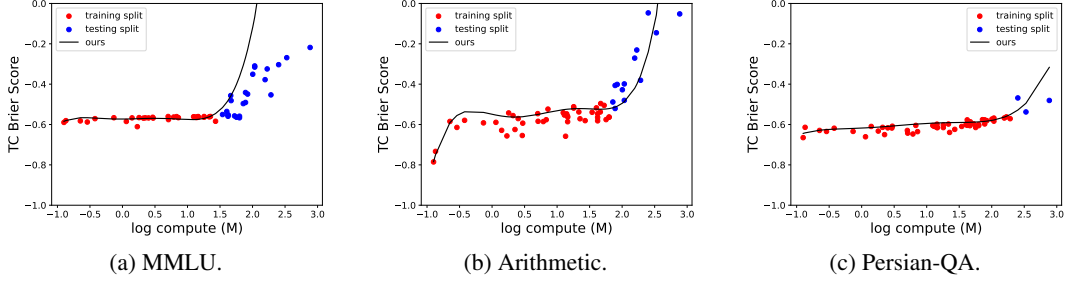 0.0
−0.2
−0.4
−0.6
−0.8
−1.0
TC Brier Score
training split
testing split
ours
−1.0 −0.5 0.0 0.5 1.0 1.5 2.0 2.5 3.0
log compute (M)
(a) MMLU.
0.0
−0.2
−0.4
−0.6
−0.8
−1.0
TC Brier Score
training split
testing split
ours
−1.0 −0.5 0.0 0.5 1.0 1.5 2.0 2.5 3.0
log compute (M)
(b) Arithmetic.
0.0
−0.2
−0.4
−0.6
−0.8
−1.0
TC Brier Score
training split
testing split
ours
−1.0 −0.5 0.0 0.5 1.0 1.5 2.0 2.5 3.0
log compute (M)
(c) Persian-QA.